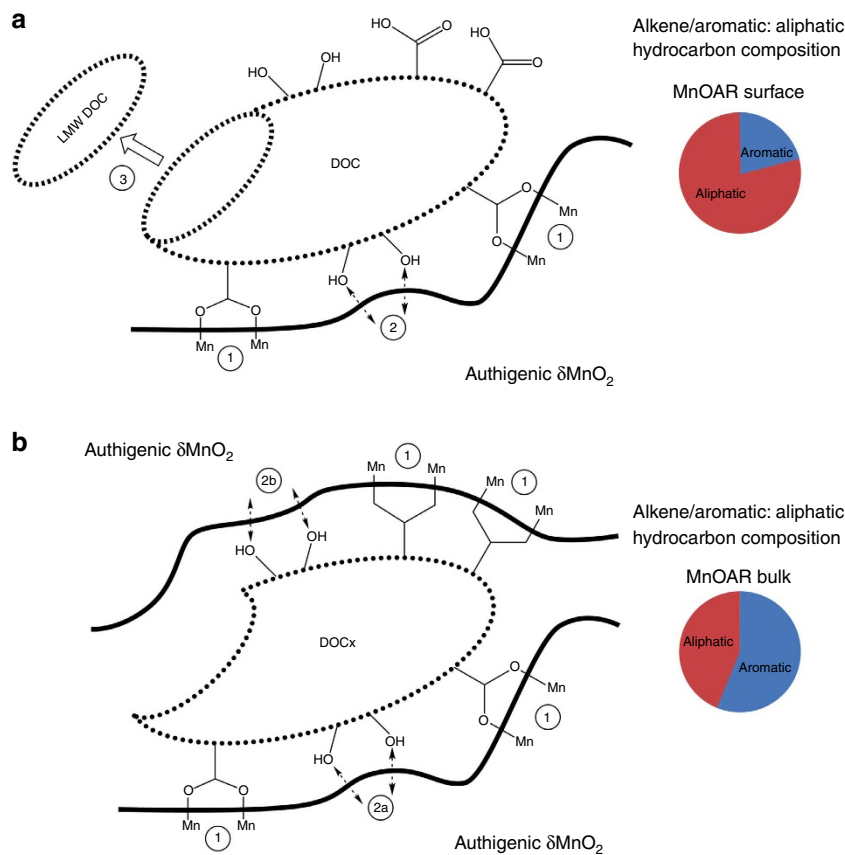 a
Alkene/aromatic: aliphatic
hydrocarbon composition
MnOAR surface
Aromatic
Aliphatic
HO
O
HO
O
HO
OH
LMW DOC
3
DOC
O
Mn
1
O
Mn
HO
OH
2
O
O
Mn
Mn
1
Authigenic δMnO2
b
Authigenic δMnO2
1
Mn
Mn
2b
Mn
1
Mn
HO
OH
Alkene/aromatic: aliphatic
hydrocarbon composition
MnOAR bulk
Aliphatic
Aromatic
DOCx
O
Mn
1
O
Mn
HO
OH
2a
O
O
Mn
Mn
1
Authigenic δMnO2